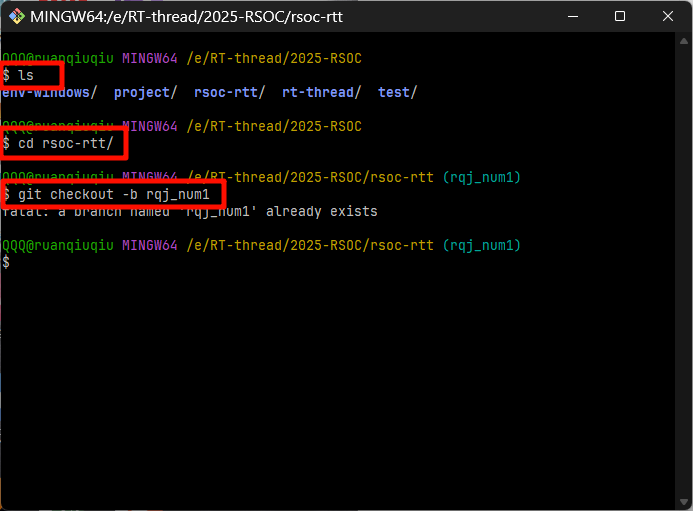 MINGW64:/e/RT-thread/2025-RSOC/rsoc-rtt
QQQ@ruanqiuqiu MINGW64 /e/RT-thread/2025-RSOC
$ ls
env-windows/  project/  rsoc-rtt/  rt-thread/  test/
QQQ@ruanqiuqiu MINGW64 /e/RT-thread/2025-RSOC
$ cd rsoc-rtt/
QQQ@ruanqiuqiu MINGW64 /e/RT-thread/2025-RSOC/rsoc-rtt (rqj_num1)
$ git checkout -b rqj_num1
fatal: a branch named 'rqj_num1' already exists
QQQ@ruanqiuqiu MINGW64 /e/RT-thread/2025-RSOC/rsoc-rtt (rqj_num1)
$